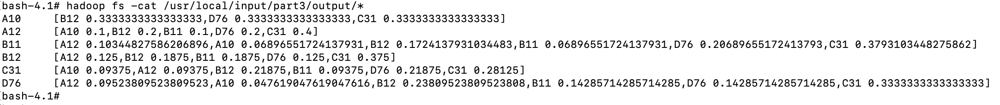 bash-4.1# hadoop fs -cat /usr/local/input/part3/output/*
A10 [B12 0.3333333333333333,D76 0.3333333333333333,C31 0.3333333333333333]
A12 [A10 0.1,B12 0.2,B11 0.1,D76 0.2,C31 0.4]
B11 [A12 0.10344827586206896,A10 0.06896551724137931,B12 0.1724137931034483,B11 0.06896551724137931,D76 0.20689655172413793,C31 0.3793103448275862]
B12 [A12 0.125,B12 0.1875,B11 0.1875,D76 0.125,C31 0.375]
C31 [A10 0.09375,A12 0.09375,B12 0.21875,B11 0.09375,D76 0.21875,C31 0.28125]
D76 [A12 0.09523809523809523,A10 0.047619047619047616,B12 0.23809523809523808,B11 0.14285714285714285,D76 0.14285714285714285,C31 0.3333333333333333]
bash-4.1#